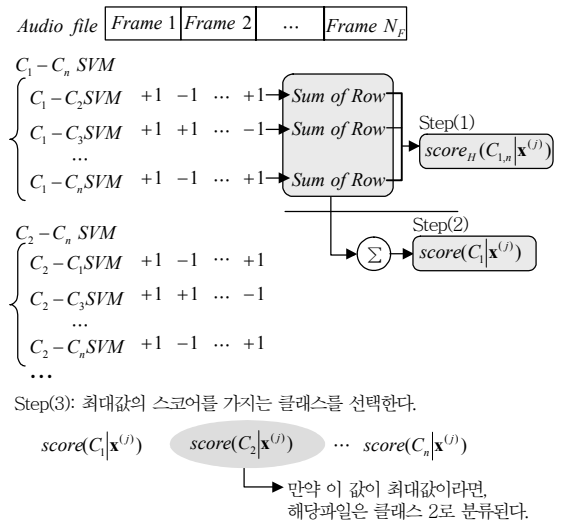 Audio file Frame 1 Frame 2 ... Frame N_F
C_1 – C_n SVM
C_1 – C_2 SVM +1 −1 ... +1 Sum of Row
C_1 – C_3 SVM +1 +1 ... −1 Sum of Row
...
C_1 – C_n SVM +1 −1 ... +1 Sum of Row
Step(1)
score_H(C_{1,n}|x^{(j)})
Step(2)
Σ score(C_1|x^{(j)})
C_2 – C_n SVM
C_2 – C_1 SVM +1 −1 ... +1
C_2 – C_3 SVM +1 +1 ... −1
...
C_2 – C_n SVM +1 −1 ... +1
...
Step(3): 최대값의 스코어를 가지는 클래스를 선택한다.
score(C_1|x^{(j)}) score(C_2|x^{(j)}) ... score(C_n|x^{(j)})
만약 이 값이 최대값이라면,
해당파일은 클래스 2로 분류된다.